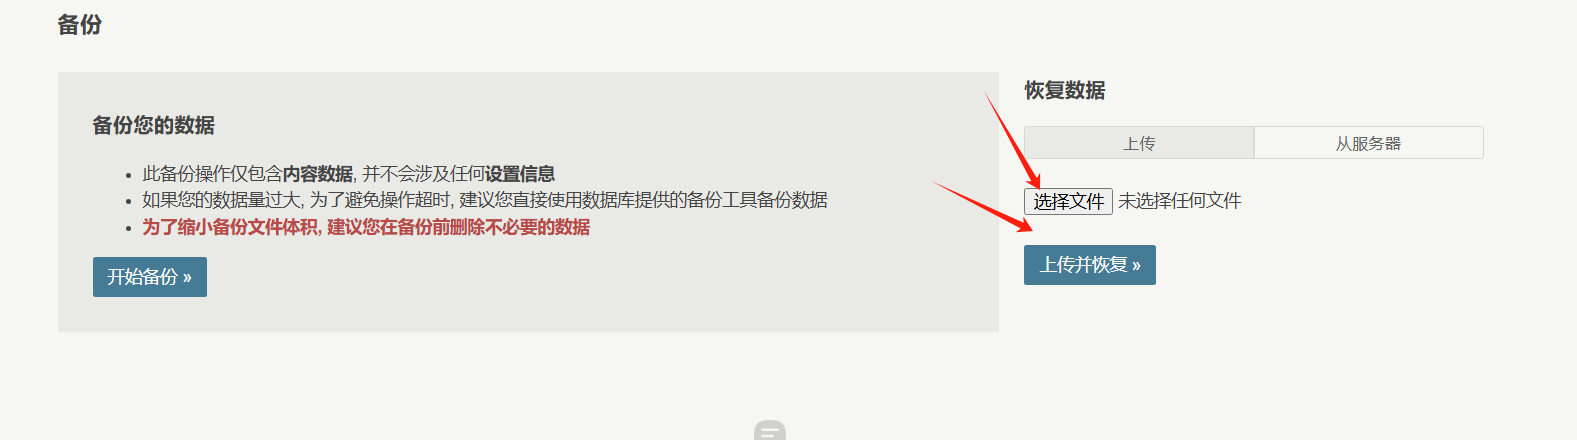 备份
备份您的数据
此备份操作仅包含内容数据, 并不会涉及任何设置信息
如果您的数据量过大, 为了避免操作超时, 建议您直接使用数据库提供的备份工具备份数据
为了缩小备份文件体积, 建议您在备份前删除不必要的数据
开始备份 »
恢复数据
上传
从服务器
选择文件 未选择任何文件
上传并恢复 »